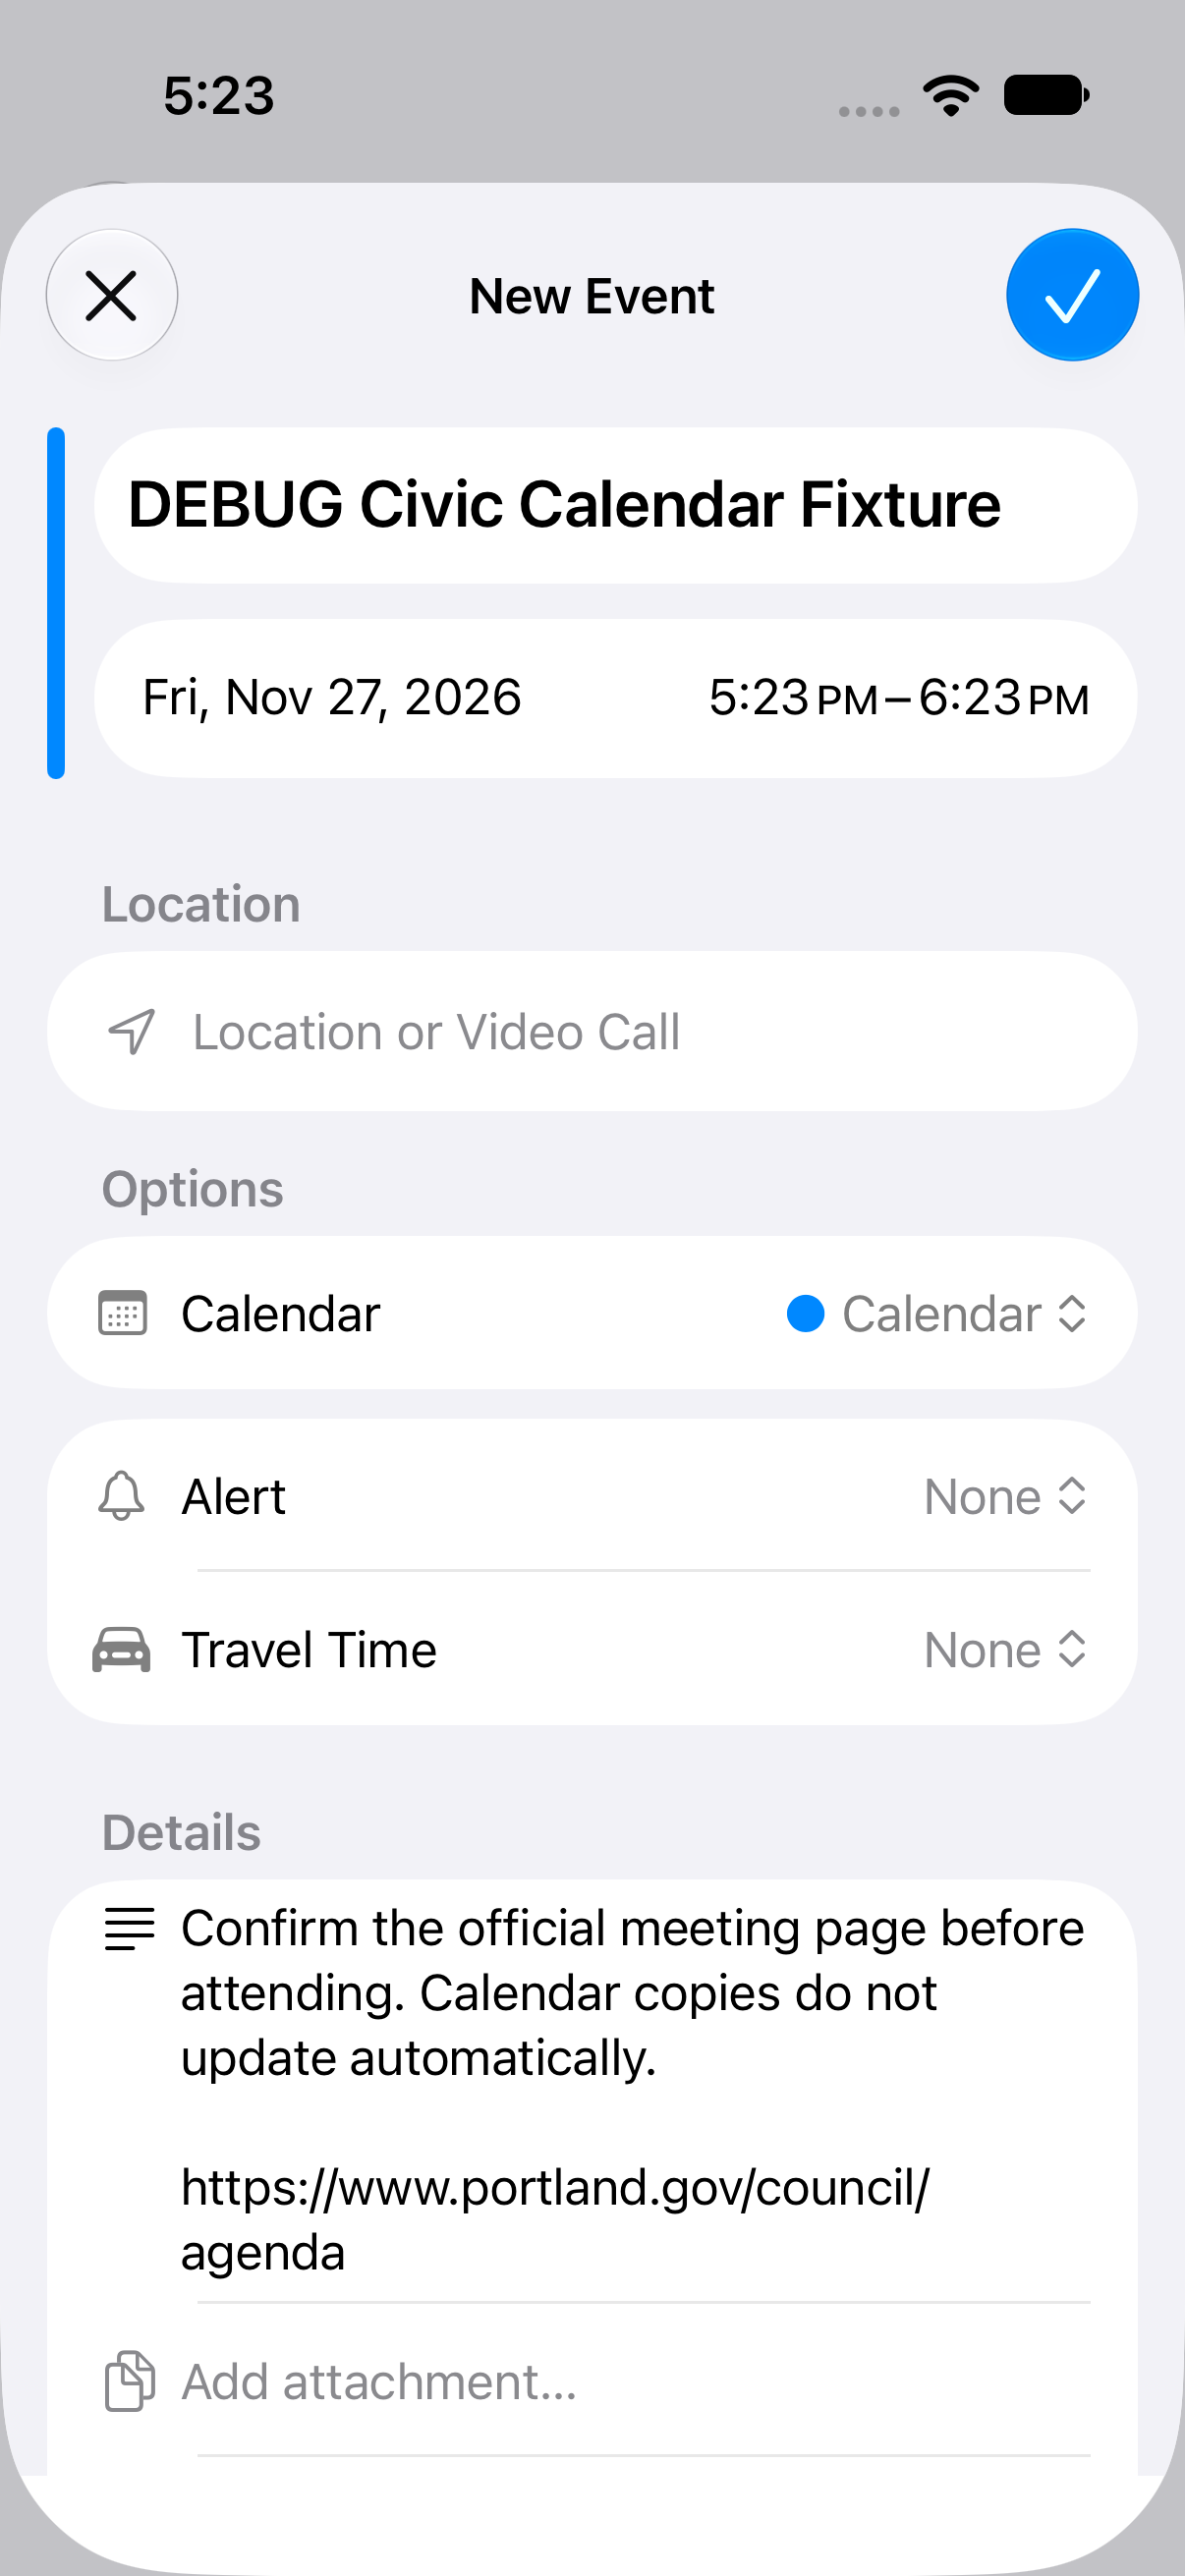 5:23
New Event
DEBUG Civic Calendar Fixture
Fri, Nov 27, 2026 5:23 PM – 6:23 PM
Location
Location or Video Call
Options
Calendar Calendar
Alert None
Travel Time None
Details
Confirm the official meeting page before
attending. Calendar copies do not
update automatically.
https://www.portland.gov/council/
agenda
Add attachment...